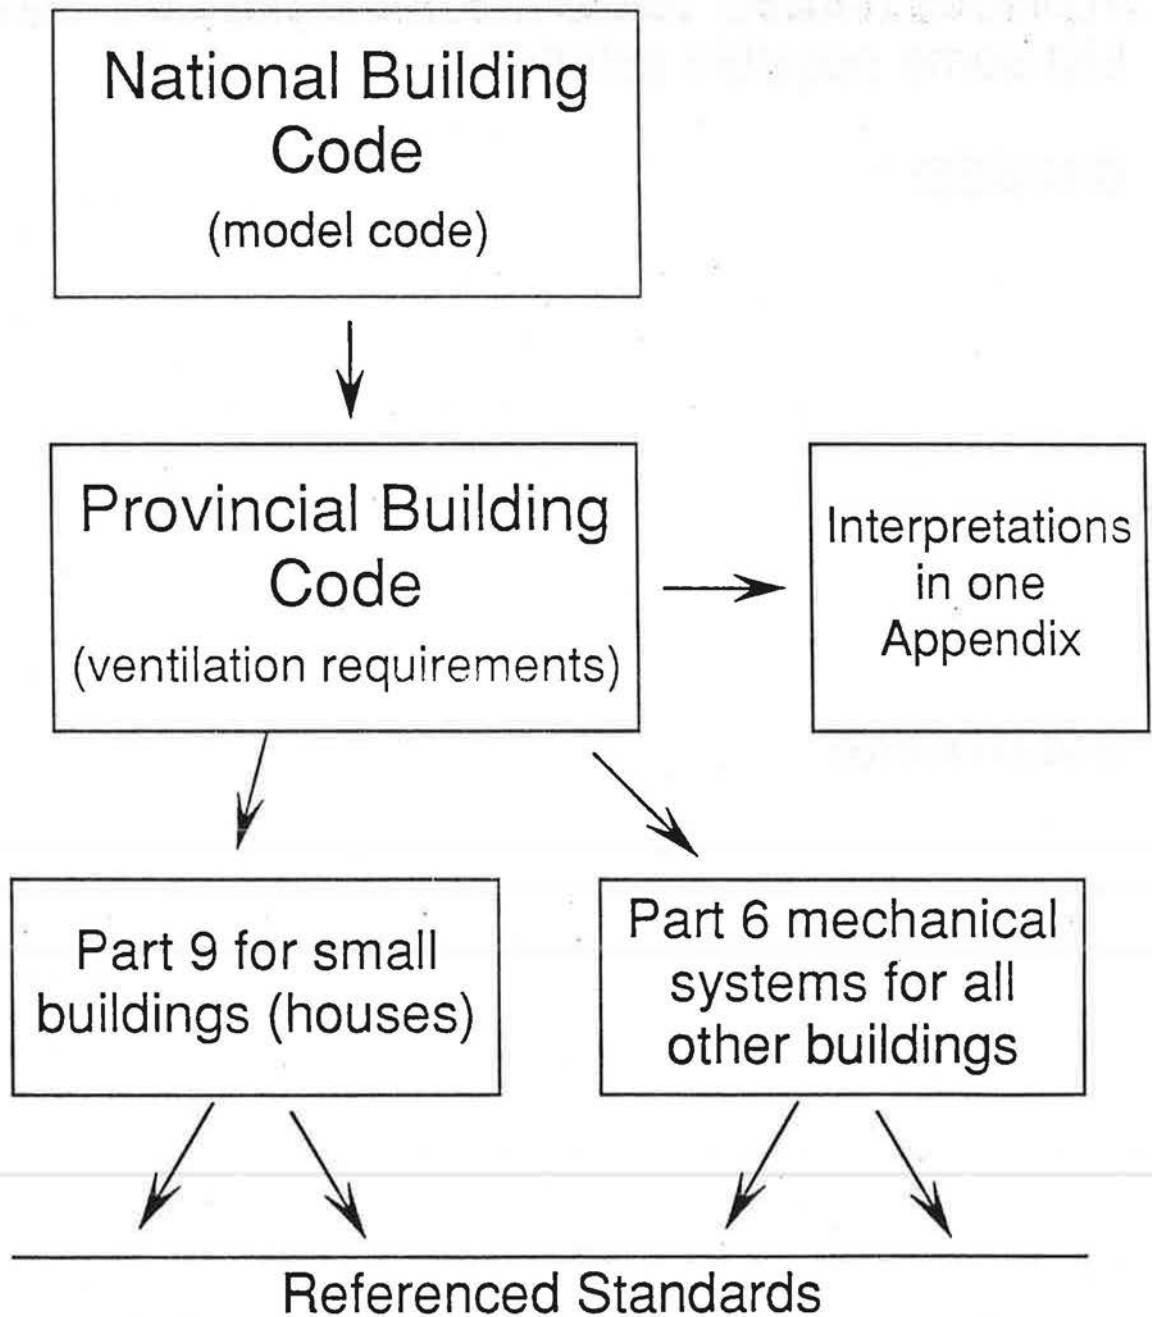 National Building
Code
(model code)
Provincial Building
Code
(ventilation requirements)
Interpretations
in one
Appendix
Part 9 for small
buildings (houses)
Part 6 mechanical
systems for all
other buildings
Referenced Standards